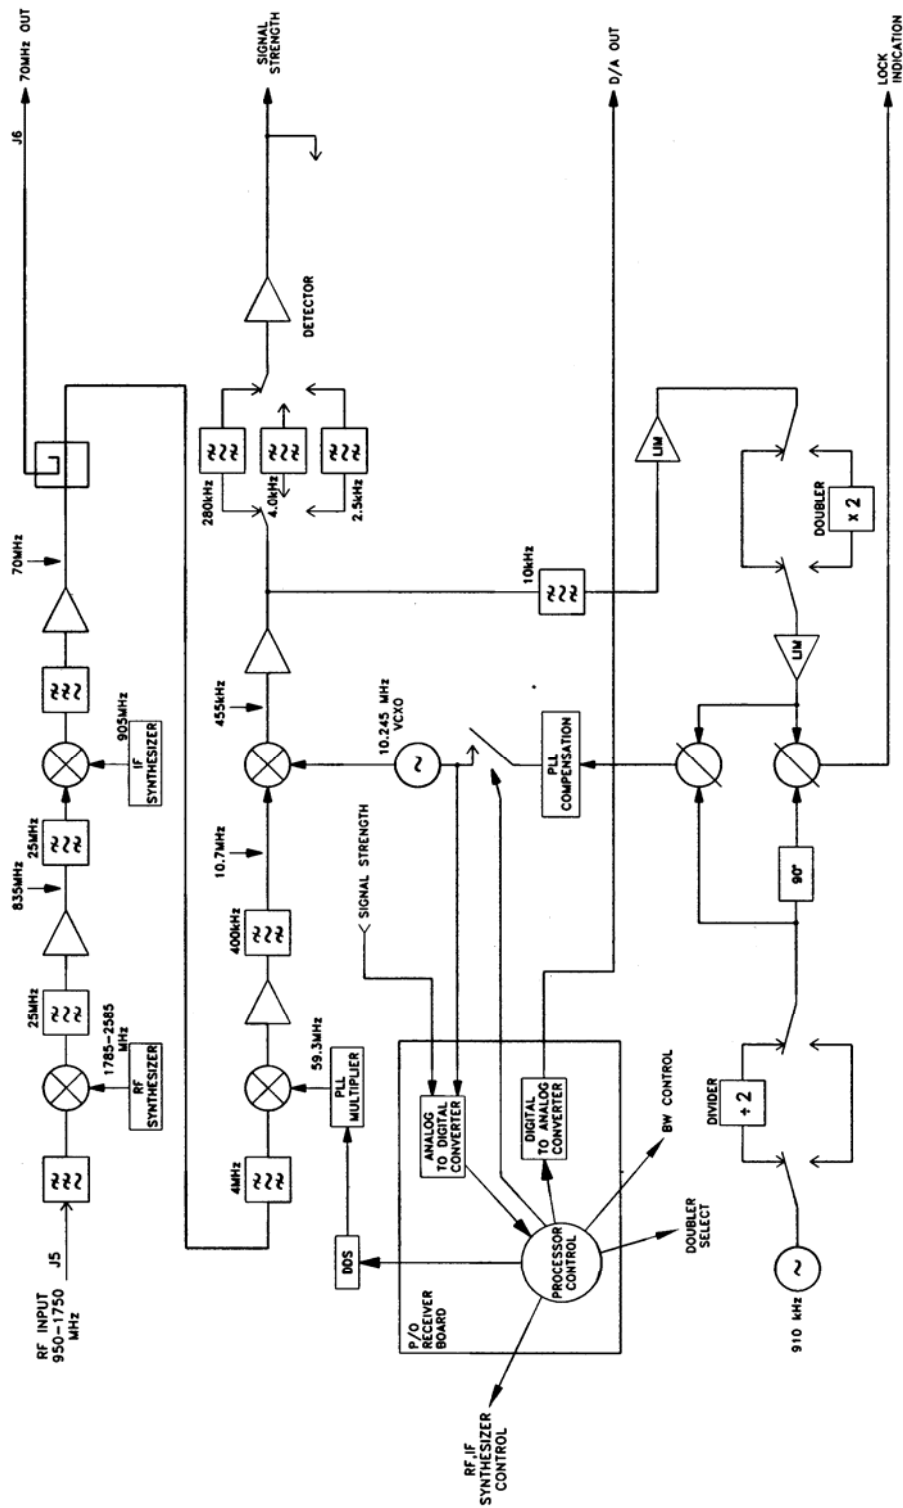 RF INPUT
950-1750
MHz
J5
RF
SYNTHESIZER
1785-2585
MHz
25MHz
835MHz
25MHz
IF
SYNTHESIZER
905MHz
70MHz
J6
70MHz OUT
4MHz
PLL
MULTIPLIER
59.3MHz
400kHz
10.7MHz
455kHz
280kHz
4.0kHz
2.5kHz
DETECTOR
SIGNAL
STRENGTH
DOS
SIGNAL STRENGTH
10.245 MHz
VCXO
PLL
COMPENSATION
10kHz
LIM
P/O
RECEIVER
BOARD
ANALOG
TO DIGITAL
CONVERTER
DIGITAL
TO ANALOG
CONVERTER
PROCESSOR
CONTROL
D/A OUT
RF,IF
SYNTHESIZER
CONTROL
DOUBLER
SELECT
BW CONTROL
910 kHz
DIVIDER
÷ 2
90°
LIM
DOUBLER
x 2
LOCK
INDICATION